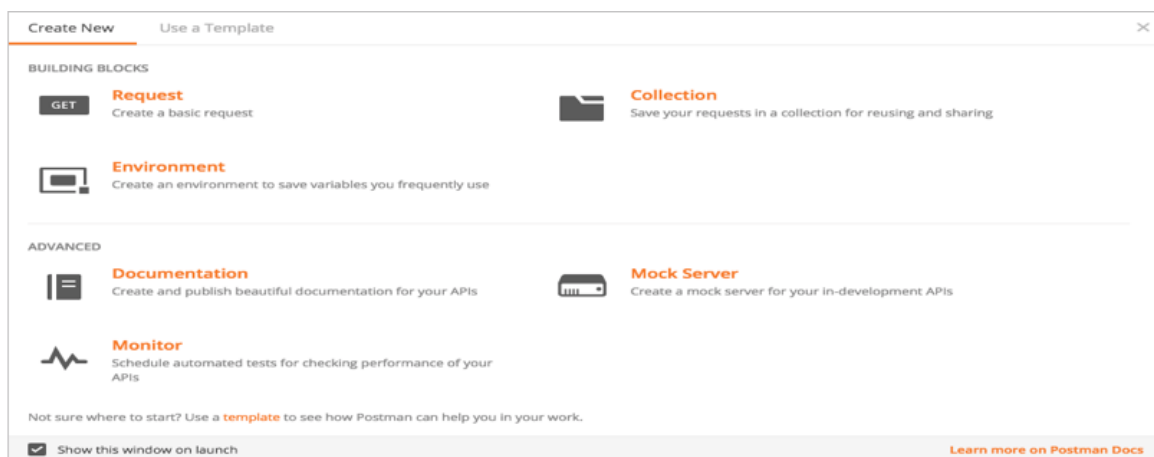 Create New
Use a Template
BUILDING BLOCKS
GET
Request
Create a basic request
Collection
Save your requests in a collection for reusing and sharing
Environment
Create an environment to save variables you frequently use
ADVANCED
Documentation
Create and publish beautiful documentation for your APIs
Mock Server
Create a mock server for your in-development APIs
Monitor
Schedule automated tests for checking performance of your
APIs
Not sure where to start? Use a template to see how Postman can help you in your work.
Show this window on launch
Learn more on Postman Docs